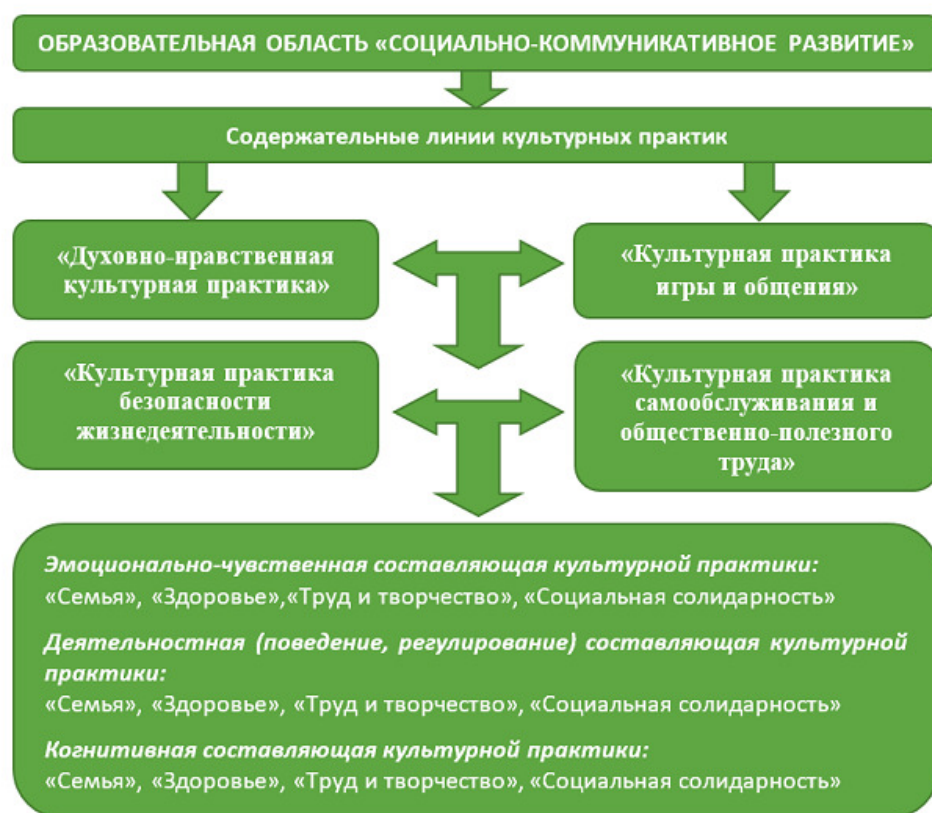 ОБРАЗОВАТЕЛЬНАЯ ОБЛАСТЬ «СОЦИАЛЬНО-КОММУНИКАТИВНОЕ РАЗВИТИЕ»
Содержательные линии культурных практик
«Духовно-нравственная
культурная практика»
«Культурная практика
игры и общения»
«Культурная практика
безопасности
жизнедеятельности»
«Культурная практика
самообслуживания и
общественно-полезного
труда»
Эмоционально-чувственная составляющая культурной практики:
«Семья», «Здоровье»,«Труд и творчество», «Социальная солидарность»
Деятельностная (поведение, регулирование) составляющая культурной
практики:
«Семья», «Здоровье», «Труд и творчество», «Социальная солидарность»
Когнитивная составляющая культурной практики:
«Семья», «Здоровье», «Труд и творчество», «Социальная солидарность»